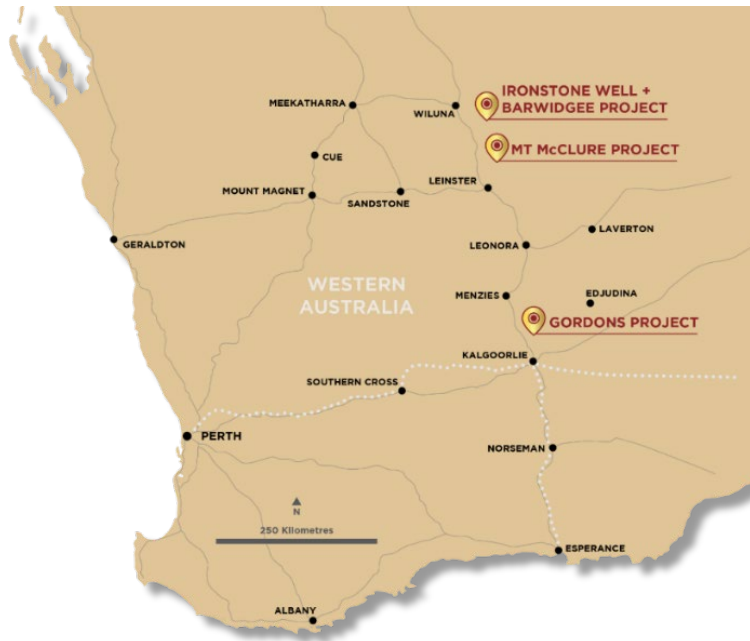 IRONSTONE WELL +
BARWIDGEE PROJECT
MEEKATHARRA
WILUNA
MT McCLURE PROJECT
CUE
LEINSTER
MOUNT MAGNET
SANDSTONE
LAVERTON
GERALDTON
LEONORA
WESTERN
AUSTRALIA
MENZIES
EDJUDINA
GORDONS PROJECT
KALGOORLIE
SOUTHERN CROSS
PERTH
NORSEMAN
N
250 Kilometres
ESPERANCE
ALBANY